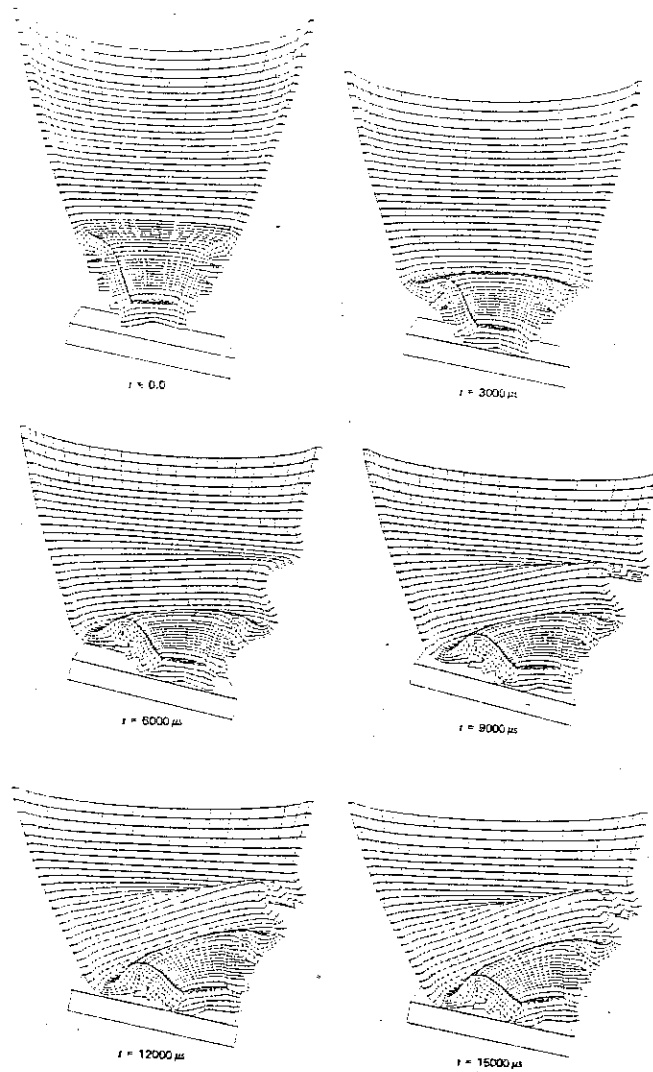 t = 0.0
t = 3000 μs
t = 6000 μs
t = 9000 μs
t = 12000 μs
t = 15000 μs